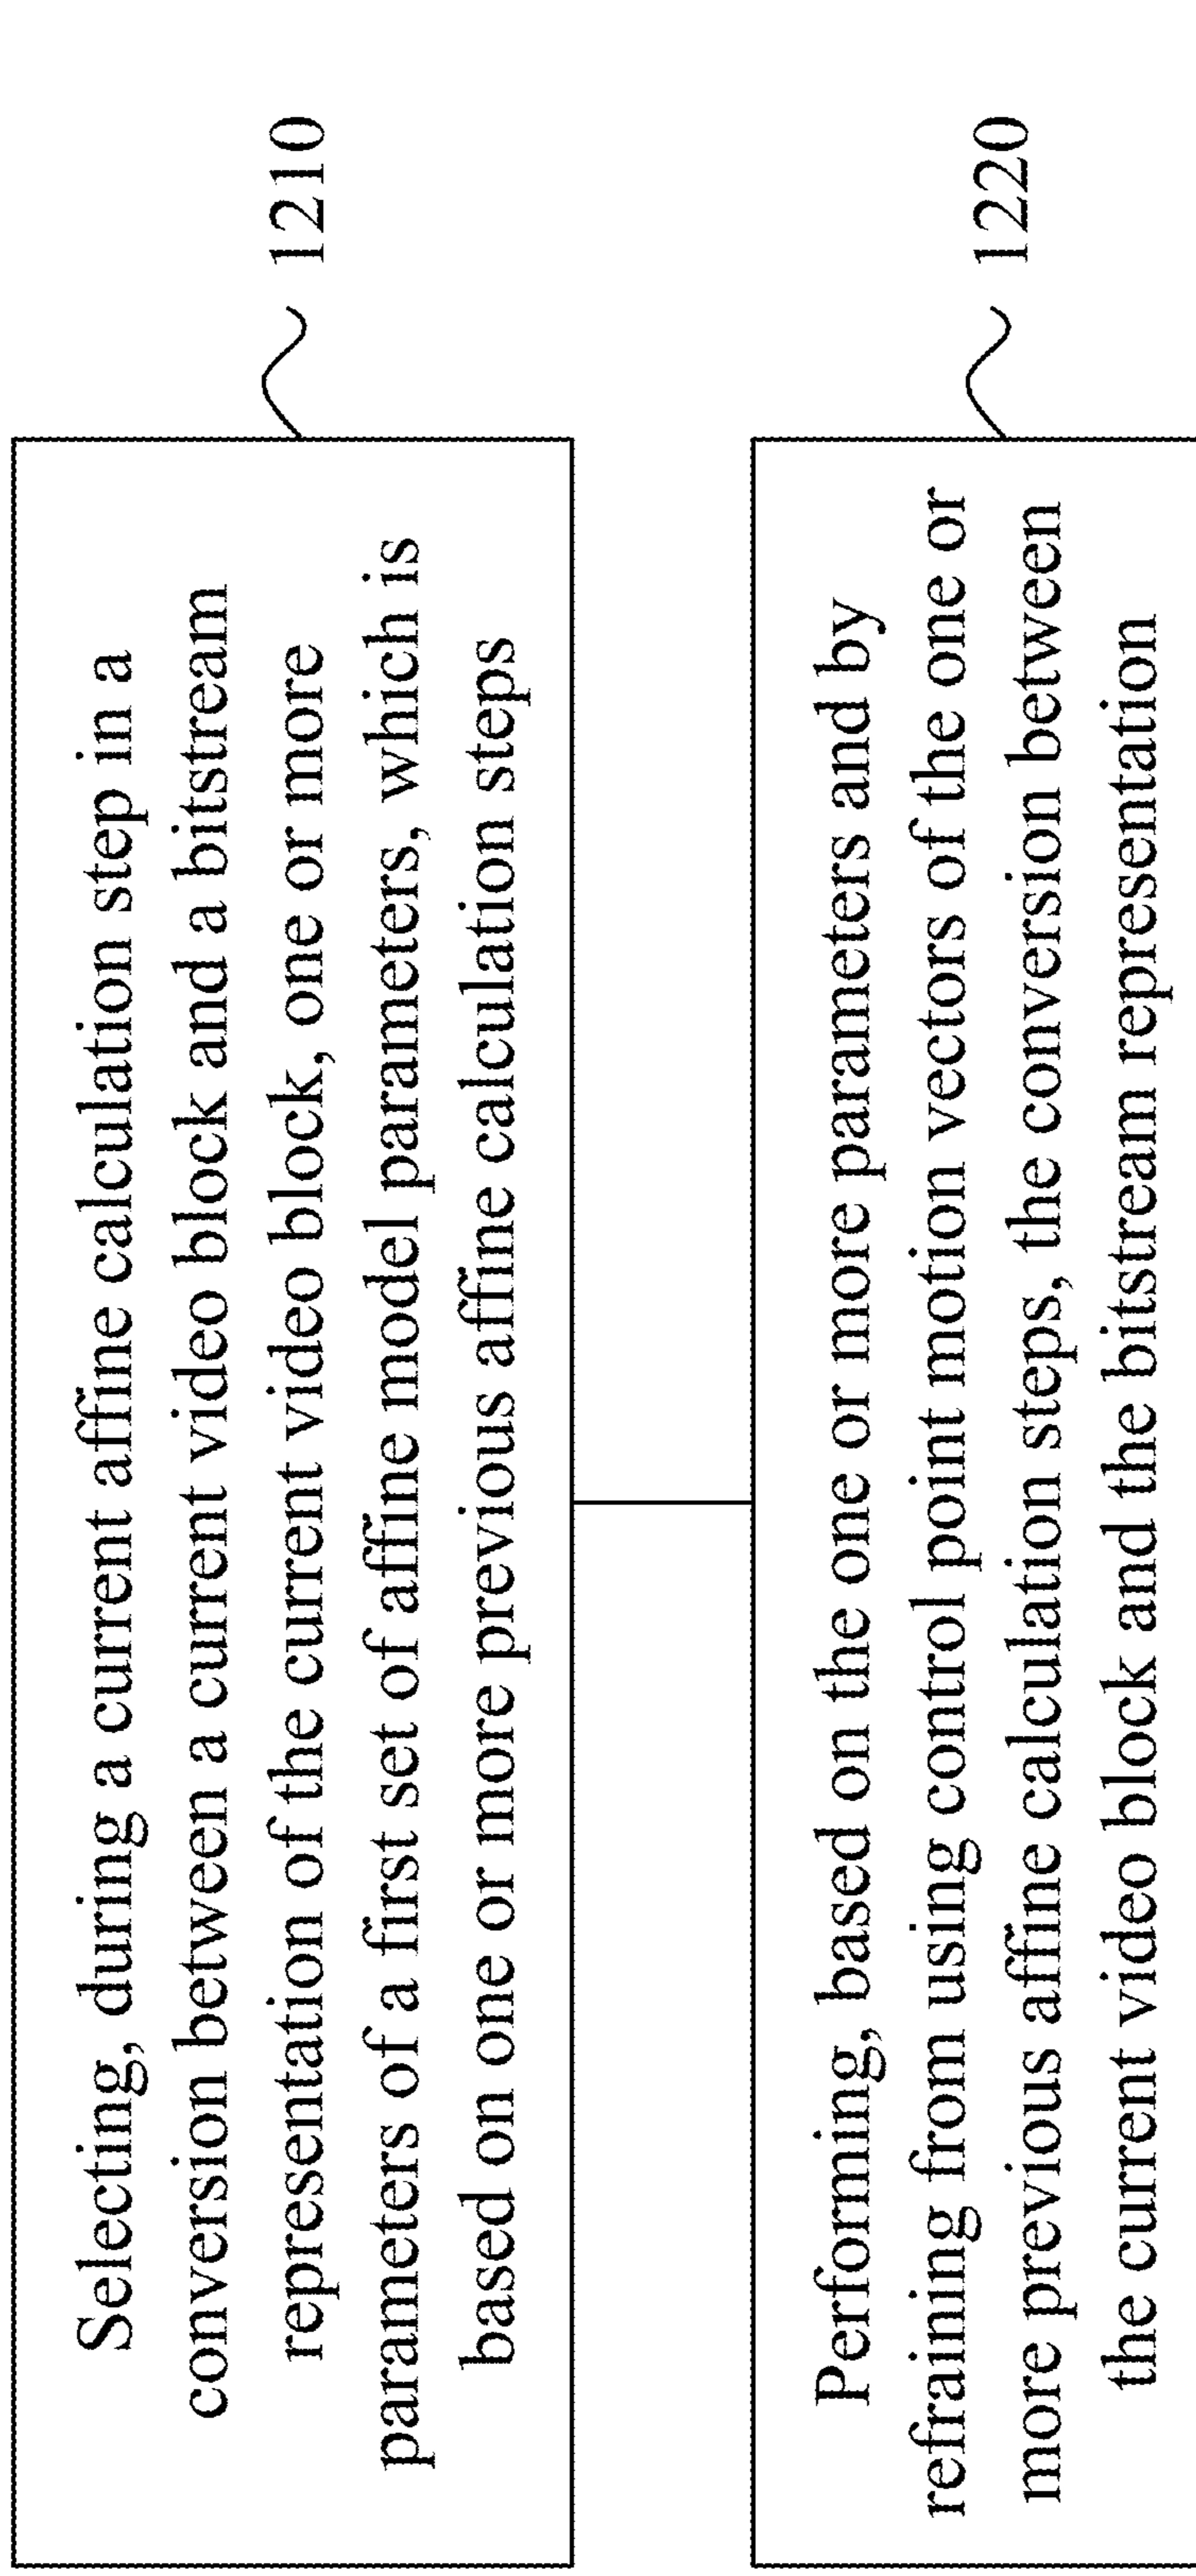 Selecting, during a current affine calculation step in a
conversion between a current video block and a bitstream
representation of the current video block, one or more
parameters of a first set of affine model parameters, which is
based on one or more previous affine calculation steps
1210
Performing, based on the one or more parameters and by
refraining from using control point motion vectors of the one or
more previous affine calculation steps, the conversion between
the current video block and the bitstream representation
1220